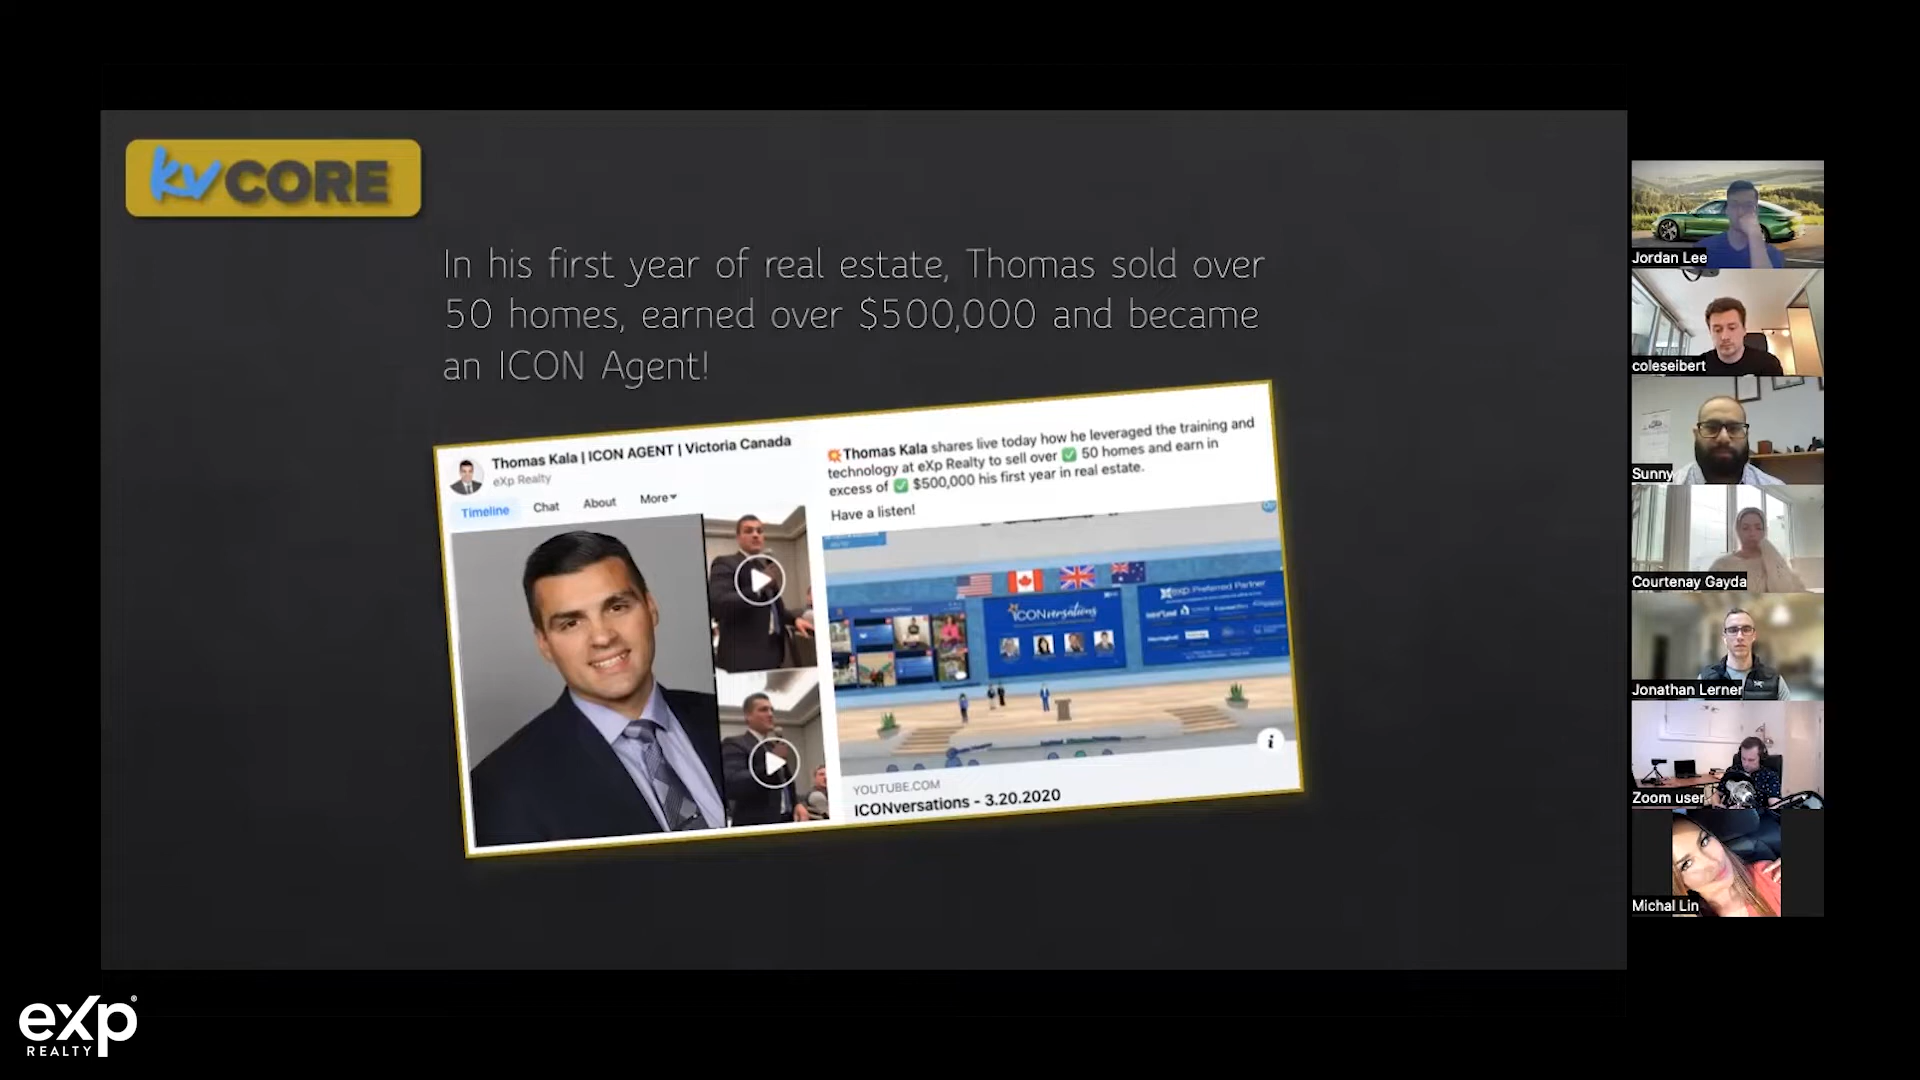 kvCORE
In his first year of real estate, Thomas sold over
50 homes, earned over $500,000 and became
an ICON Agent!
Thomas Kala | ICON AGENT | Victoria Canada
eXp Realty
Timeline Chat About More
Thomas Kala shares live today how he leveraged the training and
technology at eXp Realty to sell over ✅ 50 homes and earn in
excess of ✅ $500,000 his first year in real estate.
Have a listen!
ICONversations
eXp Preferred Partner
i
YOUTUBE.COM
ICONversations - 3.20.2020
Jordan Lee
coleseibert
Sunny
Courtenay Gayda
Jonathan Lerner
Zoom user
Michal Lin
eXp
REALTY